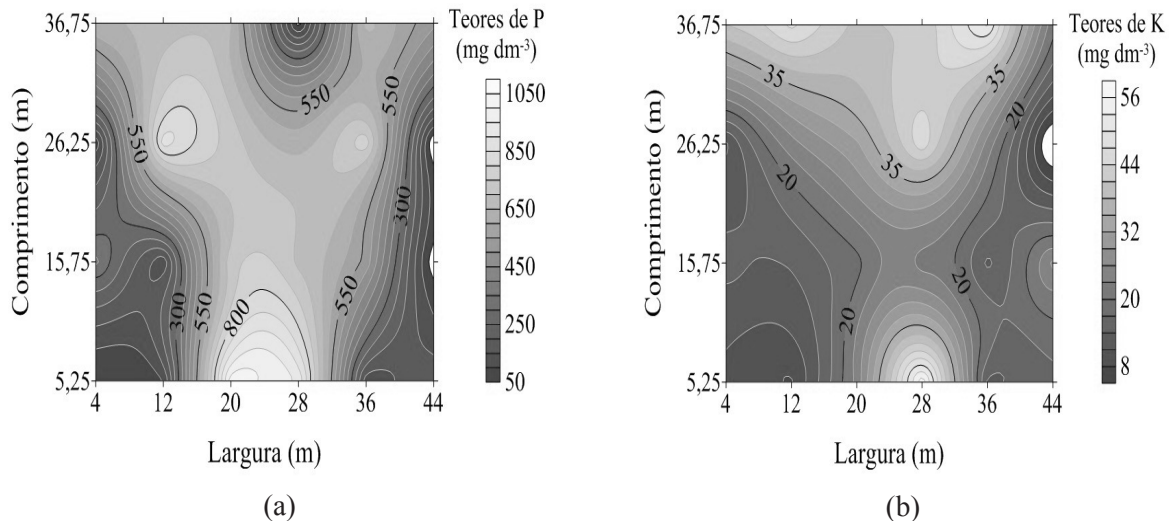 Teores de P
(mg dm-3)
36,75
26,25
15,75
5,25
Comprimento (m)
4 12 20 28 36 44
Largura (m)
550
550
550
300
300
550
800
550
1050
850
650
450
250
50
(a)
Teores de K
(mg dm-3)
36,75
26,25
15,75
5,25
Comprimento (m)
4 12 20 28 36 44
Largura (m)
35
35
35
20
20
20
20
56
44
32
20
8
(b)